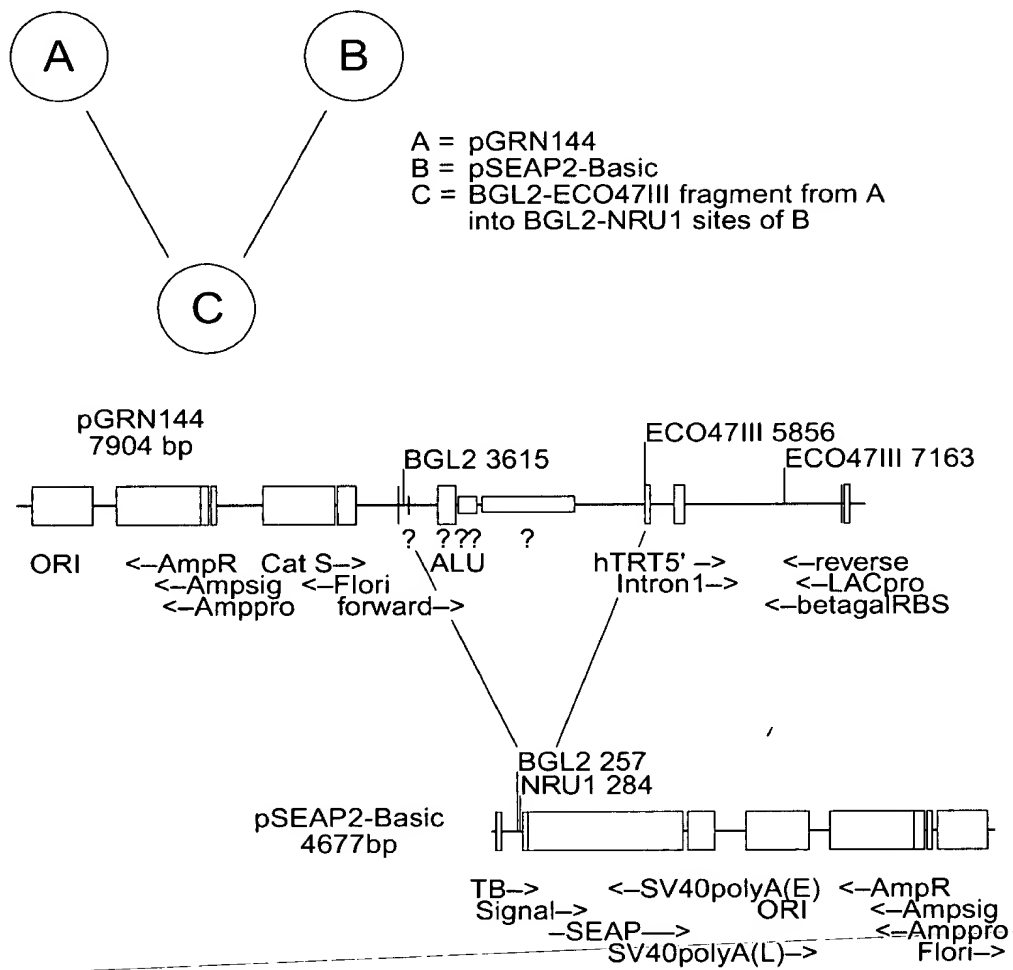 A
B
A = pGRN144
B = pSEAP2-Basic
C = BGL2-ECO47III fragment from A
into BGL2-NRU1 sites of B
C
pGRN144
7904 bp
ECO47III 5856
BGL2 3615
ECO47III 7163
? ? ?? ?
ORI
<–AmpR
Cat S–>
ALU
hTRT5' –>
<–reverse
<–Ampsig
<–Flori
Intron1–>
<–LACpro
<–Amppro
forward–>
<–betagalRBS
BGL2 257
NRU1 284
pSEAP2-Basic
4677bp
TB–>
<–SV40polyA(E)
<–AmpR
Signal–>
ORI
<–Ampsig
–SEAP—>
<–Amppro
SV40polyA(L)–>
Flori–>